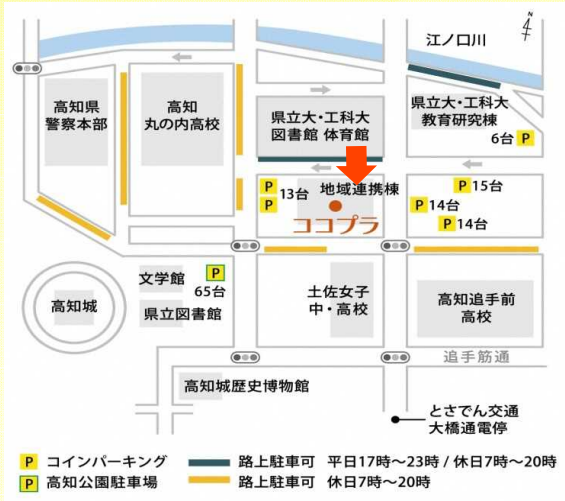 江ノ口川
4
高知県
警察本部
高知
丸の内高校
県立大・工科大
図書館 体育館
県立大・工科大
教育研究棟
6台 P
P
P
13台
地域連携棟
ココプラ
P 15台
P 14台
P 14台
文学館
P
65台
県立図書館
高知城
土佐女子
中・高校
高知追手前
高校
追手筋通
高知城歴史博物館
とさでん交通
大橋通電停
P コインパーキング
路上駐車可 平日17時～23時 / 休日7時～20時
P 高知公園駐車場
路上駐車可 休日7時～20時